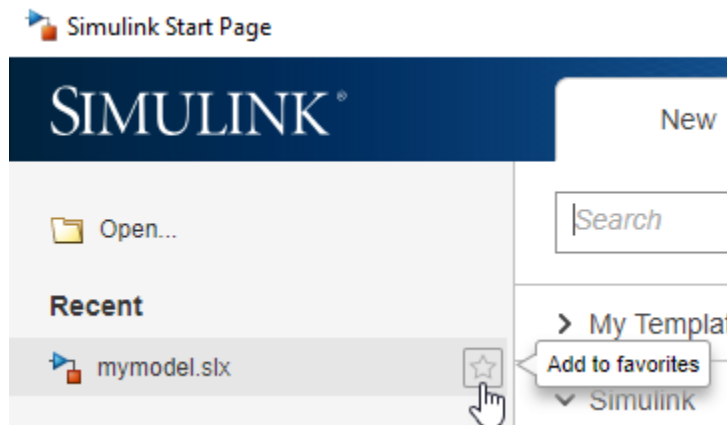 Simulink Start Page
SIMULINK®
New
Open...
Search
Recent
My Templat
mymodel.slx
Add to favorites
Simulink